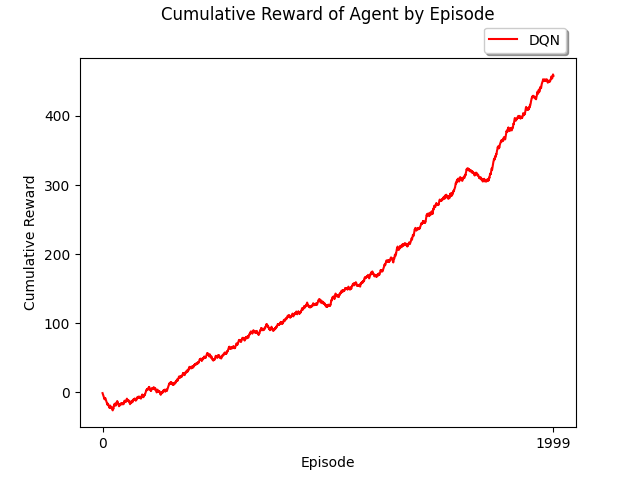 Cumulative Reward of Agent by Episode
DQN
400
300
200
100
0
Cumulative Reward
0 1999
Episode